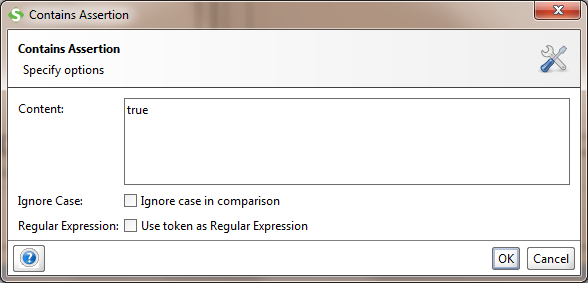 Contains Assertion
Contains Assertion
Specify options
Content:
true
Ignore Case:
Ignore case in comparison
Regular Expression:
Use token as Regular Expression
OK
Cancel